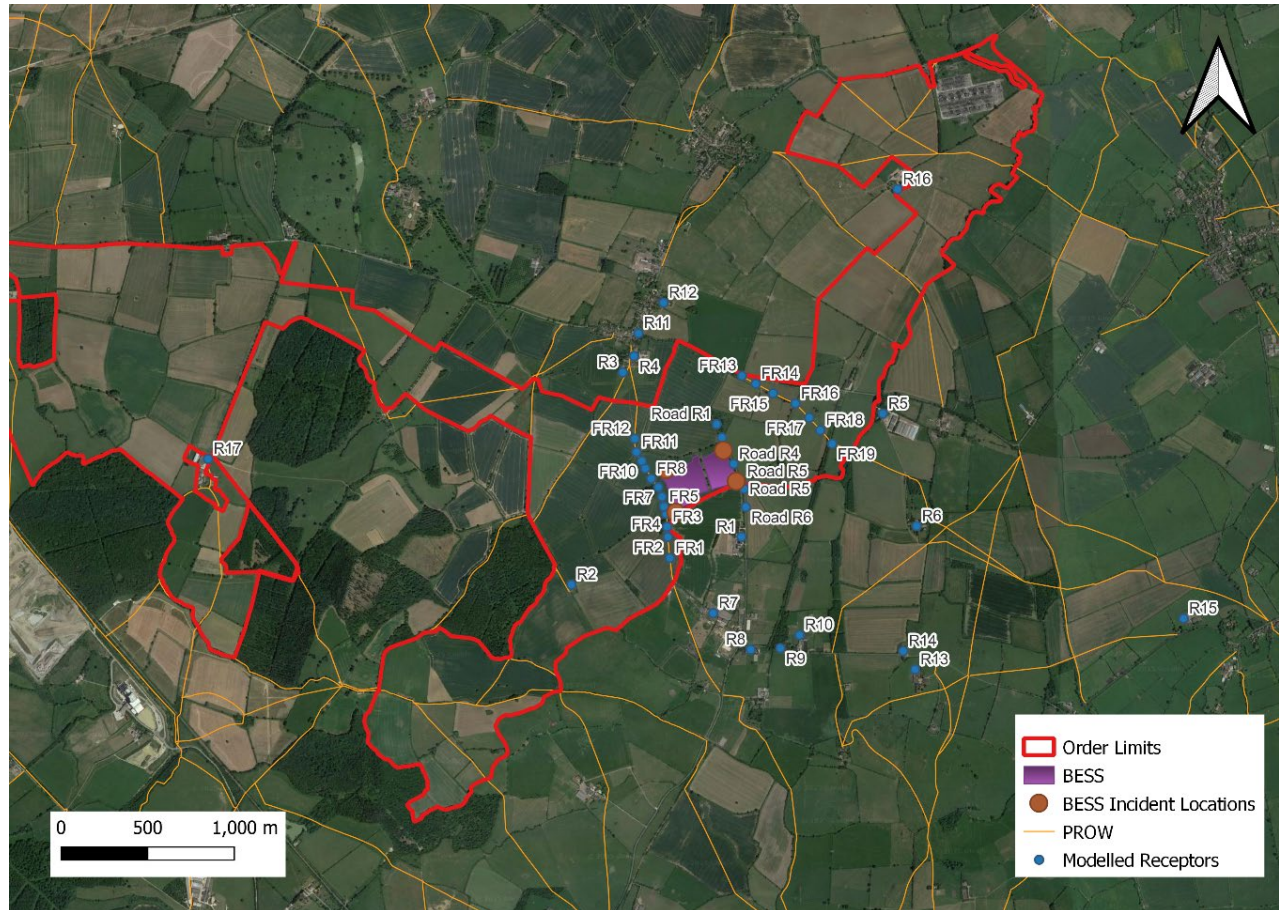 R16
R12
R11
R3
R4
FR13
FR14
FR15
FR16
R5
Road R1
FR17
FR18
FR12
FR11
FR19
R17
Road R4
FR10
FR8
Road R5
Road R5
FR7
FR5
FR3
Road R6
R6
FR4
R1
FR2
FR1
R2
R7
R15
R10
R8
R9
R14
R13
Order Limits
BESS
BESS Incident Locations
PROW
Modelled Receptors
0 500 1,000 m